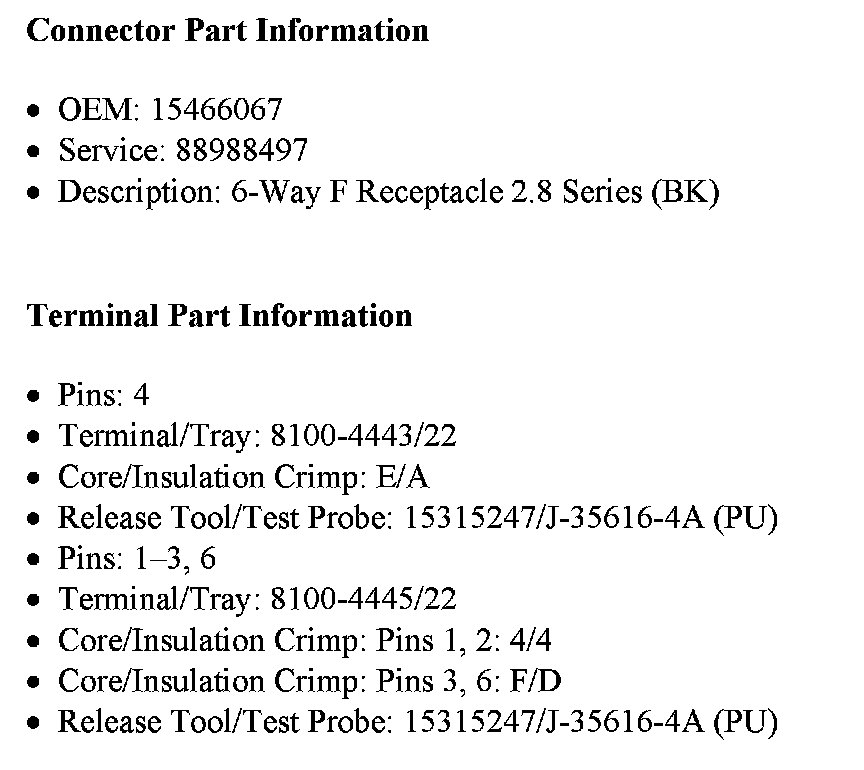 Connector Part Information
• OEM: 15466067
• Service: 88988497
• Description: 6-Way F Receptacle 2.8 Series (BK)
Terminal Part Information
• Pins: 4
• Terminal/Tray: 8100-4443/22
• Core/Insulation Crimp: E/A
• Release Tool/Test Probe: 15315247/J-35616-4A (PU)
• Pins: 1–3, 6
• Terminal/Tray: 8100-4445/22
• Core/Insulation Crimp: Pins 1, 2: 4/4
• Core/Insulation Crimp: Pins 3, 6: F/D
• Release Tool/Test Probe: 15315247/J-35616-4A (PU)